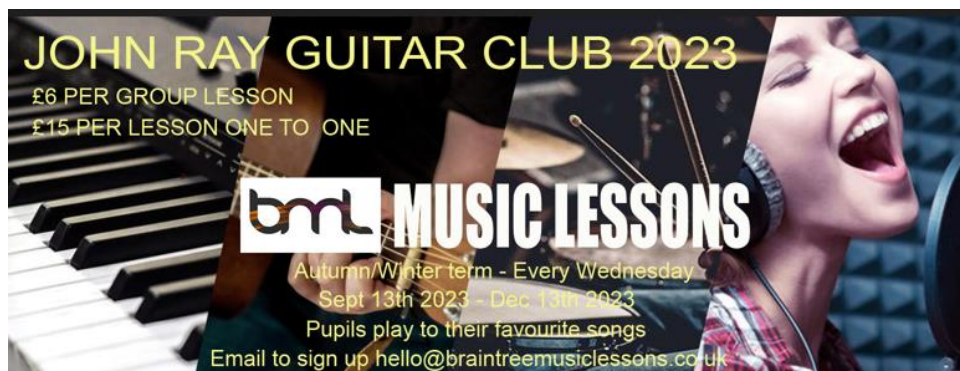 JOHN RAY GUITAR CLUB 2023
£6 PER GROUP LESSON
£15 PER LESSON ONE TO ONE
bml MUSIC LESSONS
Autumn/Winter term - Every Wednesday
Sept 13th 2023 - Dec 13th 2023
Pupils play to their favourite songs
Email to sign up hello@braintreemusiclessons.co.uk